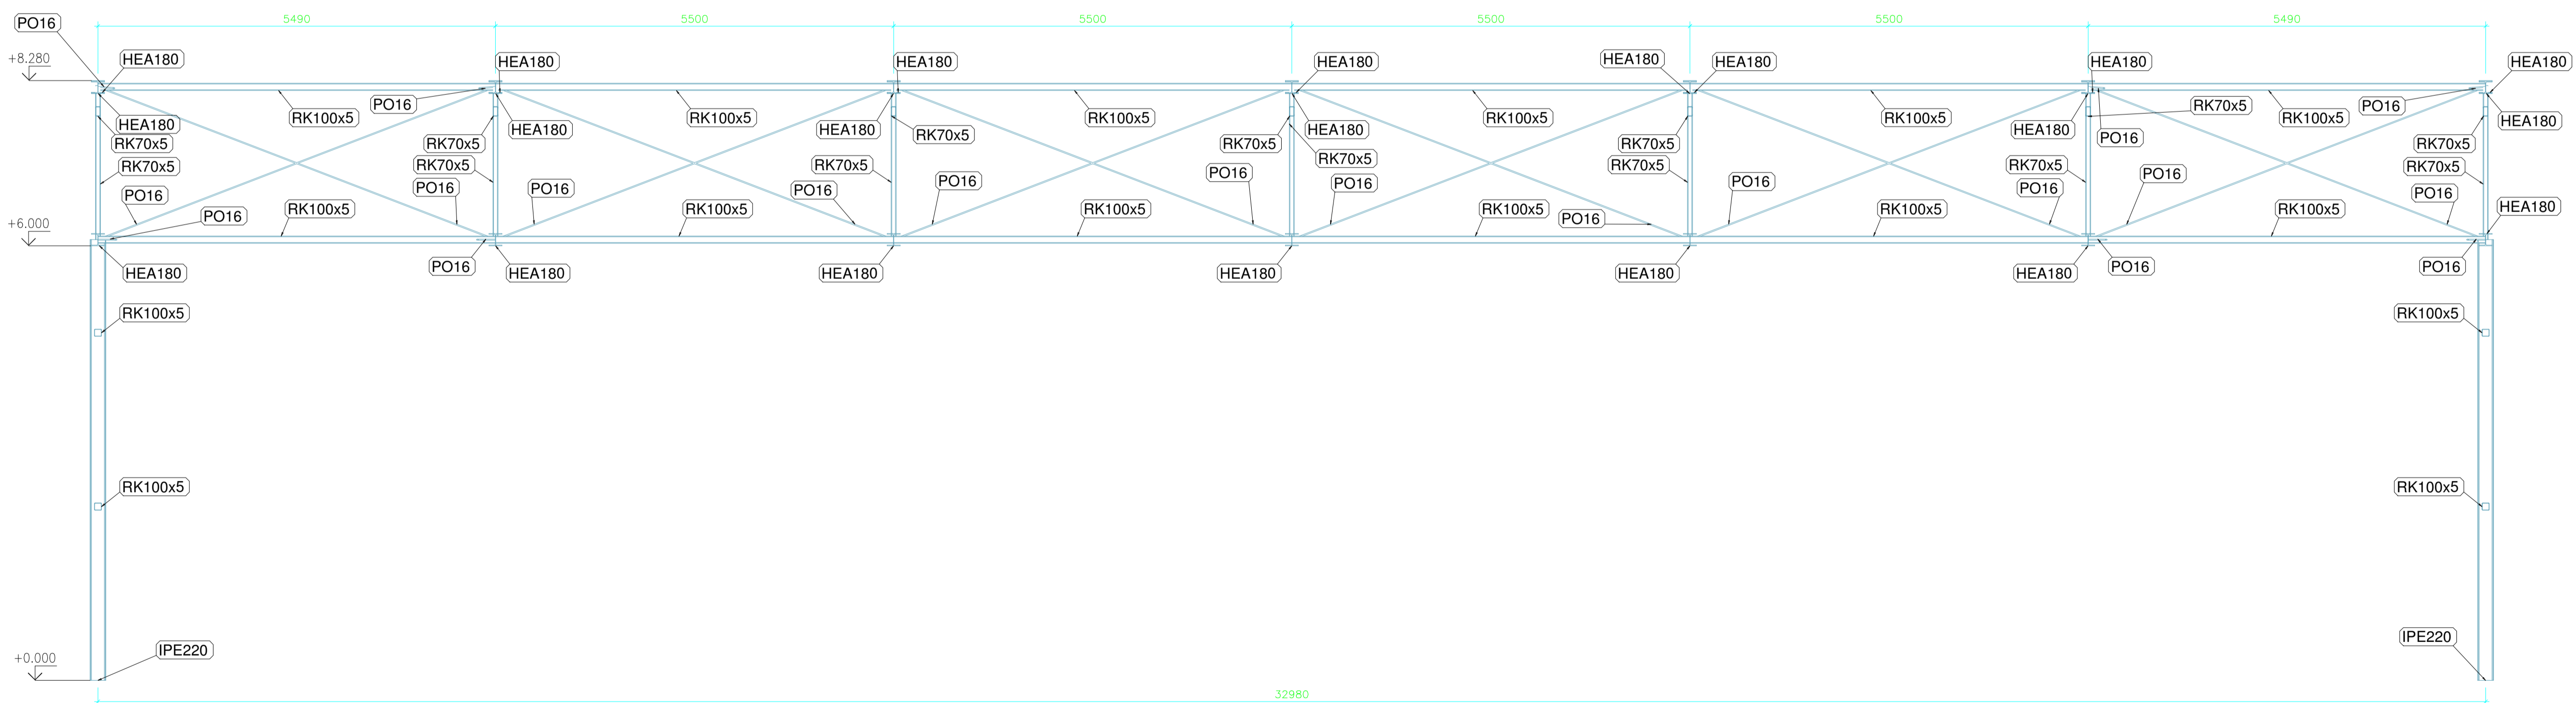 5490 5500 5500 5500 5500 5490
PO16
HEA180 HEA180 HEA180 HEA180 HEA180 HEA180 HEA180 HEA180
+8.280
PO16 RK70x5 PO16
RK100x5 RK100x5 RK100x5 RK100x5 RK100x5 RK100x5
HEA180 HEA180 HEA180 HEA180 HEA180 HEA180
RK70x5 PO16
RK70x5 RK70x5 RK70x5 RK70x5 RK70x5
RK70x5 RK70x5 RK70x5 RK70x5 RK70x5 RK70x5 RK70x5
PO16 PO16 PO16 PO16 PO16 PO16 PO16 PO16 PO16 PO16 PO16 PO16
PO16 RK100x5 RK100x5 RK100x5 RK100x5 RK100x5 RK100x5 HEA180
+6.000
PO16 PO16 PO16
HEA180 HEA180 HEA180 HEA180 HEA180 HEA180
RK100x5 RK100x5
RK100x5 RK100x5
IPE220 IPE220
+0.000
32980